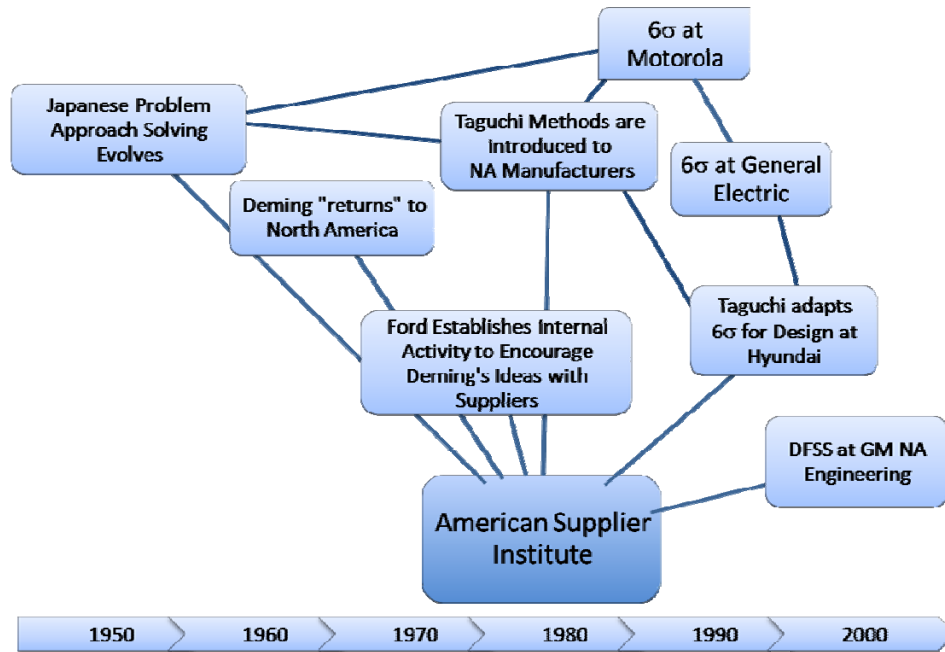 6σ at
Motorola
Japanese Problem
Approach Solving
Evolves
Taguchi Methods are
Introduced to
NA Manufacturers
6σ at General
Electric
Deming "returns" to
North America
Taguchi adapts
6σ for Design at
Hyundai
Ford Establishes Internal
Activity to Encourage
Deming's Ideas with
Suppliers
DFSS at GM NA
Engineering
American Supplier
Institute
1950 1960 1970 1980 1990 2000